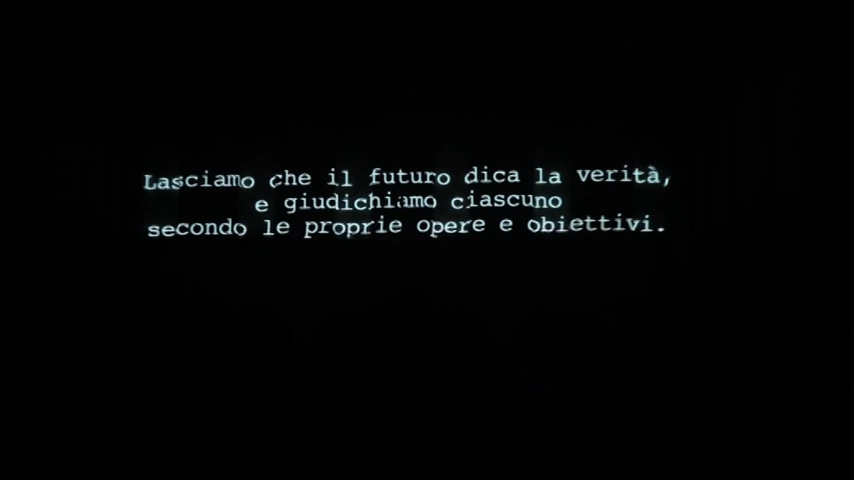 Lasciamo che il futuro dica la verità,
e giudichiamo ciascuno
secondo le proprie opere e obiettivi.